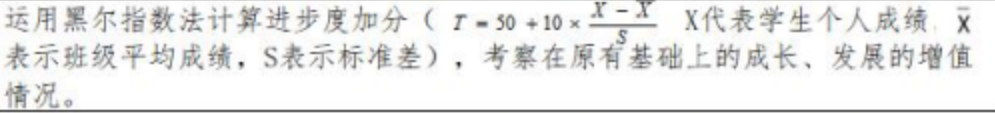 运用黑尔指数法计算进步度加分（ T = 50 + 10 × (X − X̄)/S X代表学生个人成绩，X̄
表示班级平均成绩，S表示标准差），考察在原有基础上的成长、发展的增值
情况。